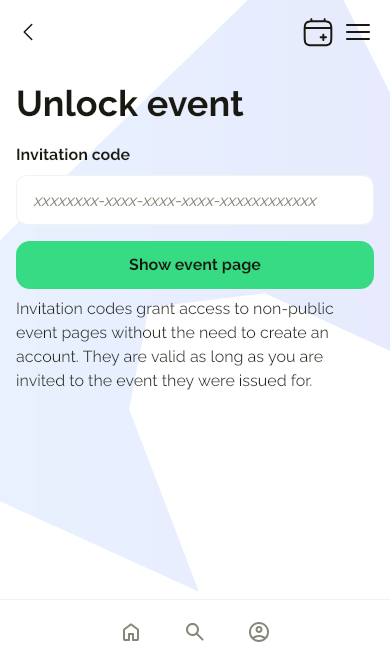 Unlock event
Invitation code
xxxxxxxx-xxxx-xxxx-xxxx-xxxxxxxxxxxx
Show event page
Invitation codes grant access to non-public
event pages without the need to create an
account. They are valid as long as you are
invited to the event they were issued for.